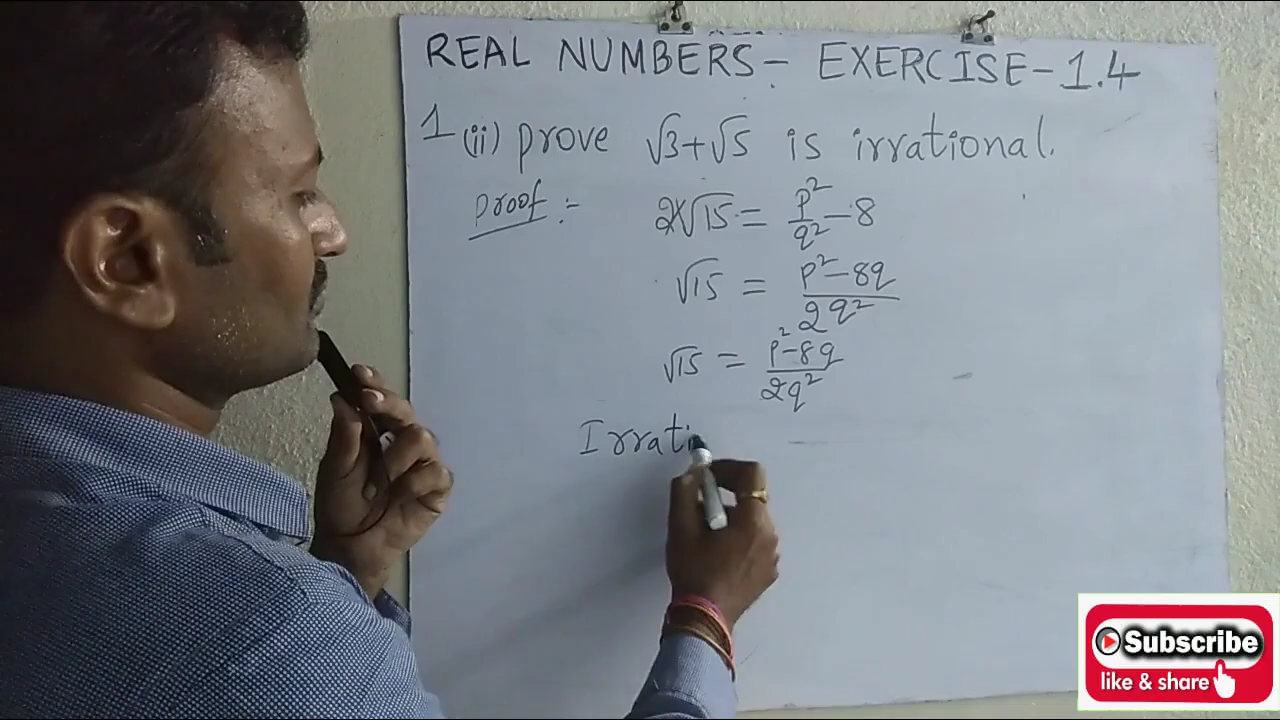 REAL NUMBERS - EXERCISE - 1.4
1 (ii) prove √3+√5 is irrational.
proof :- 2×√15 = p²/q² - 8
√15 = p²-8q/2q²
√15 = p²-8q/2q²
Irrati
Subscribe
like & share